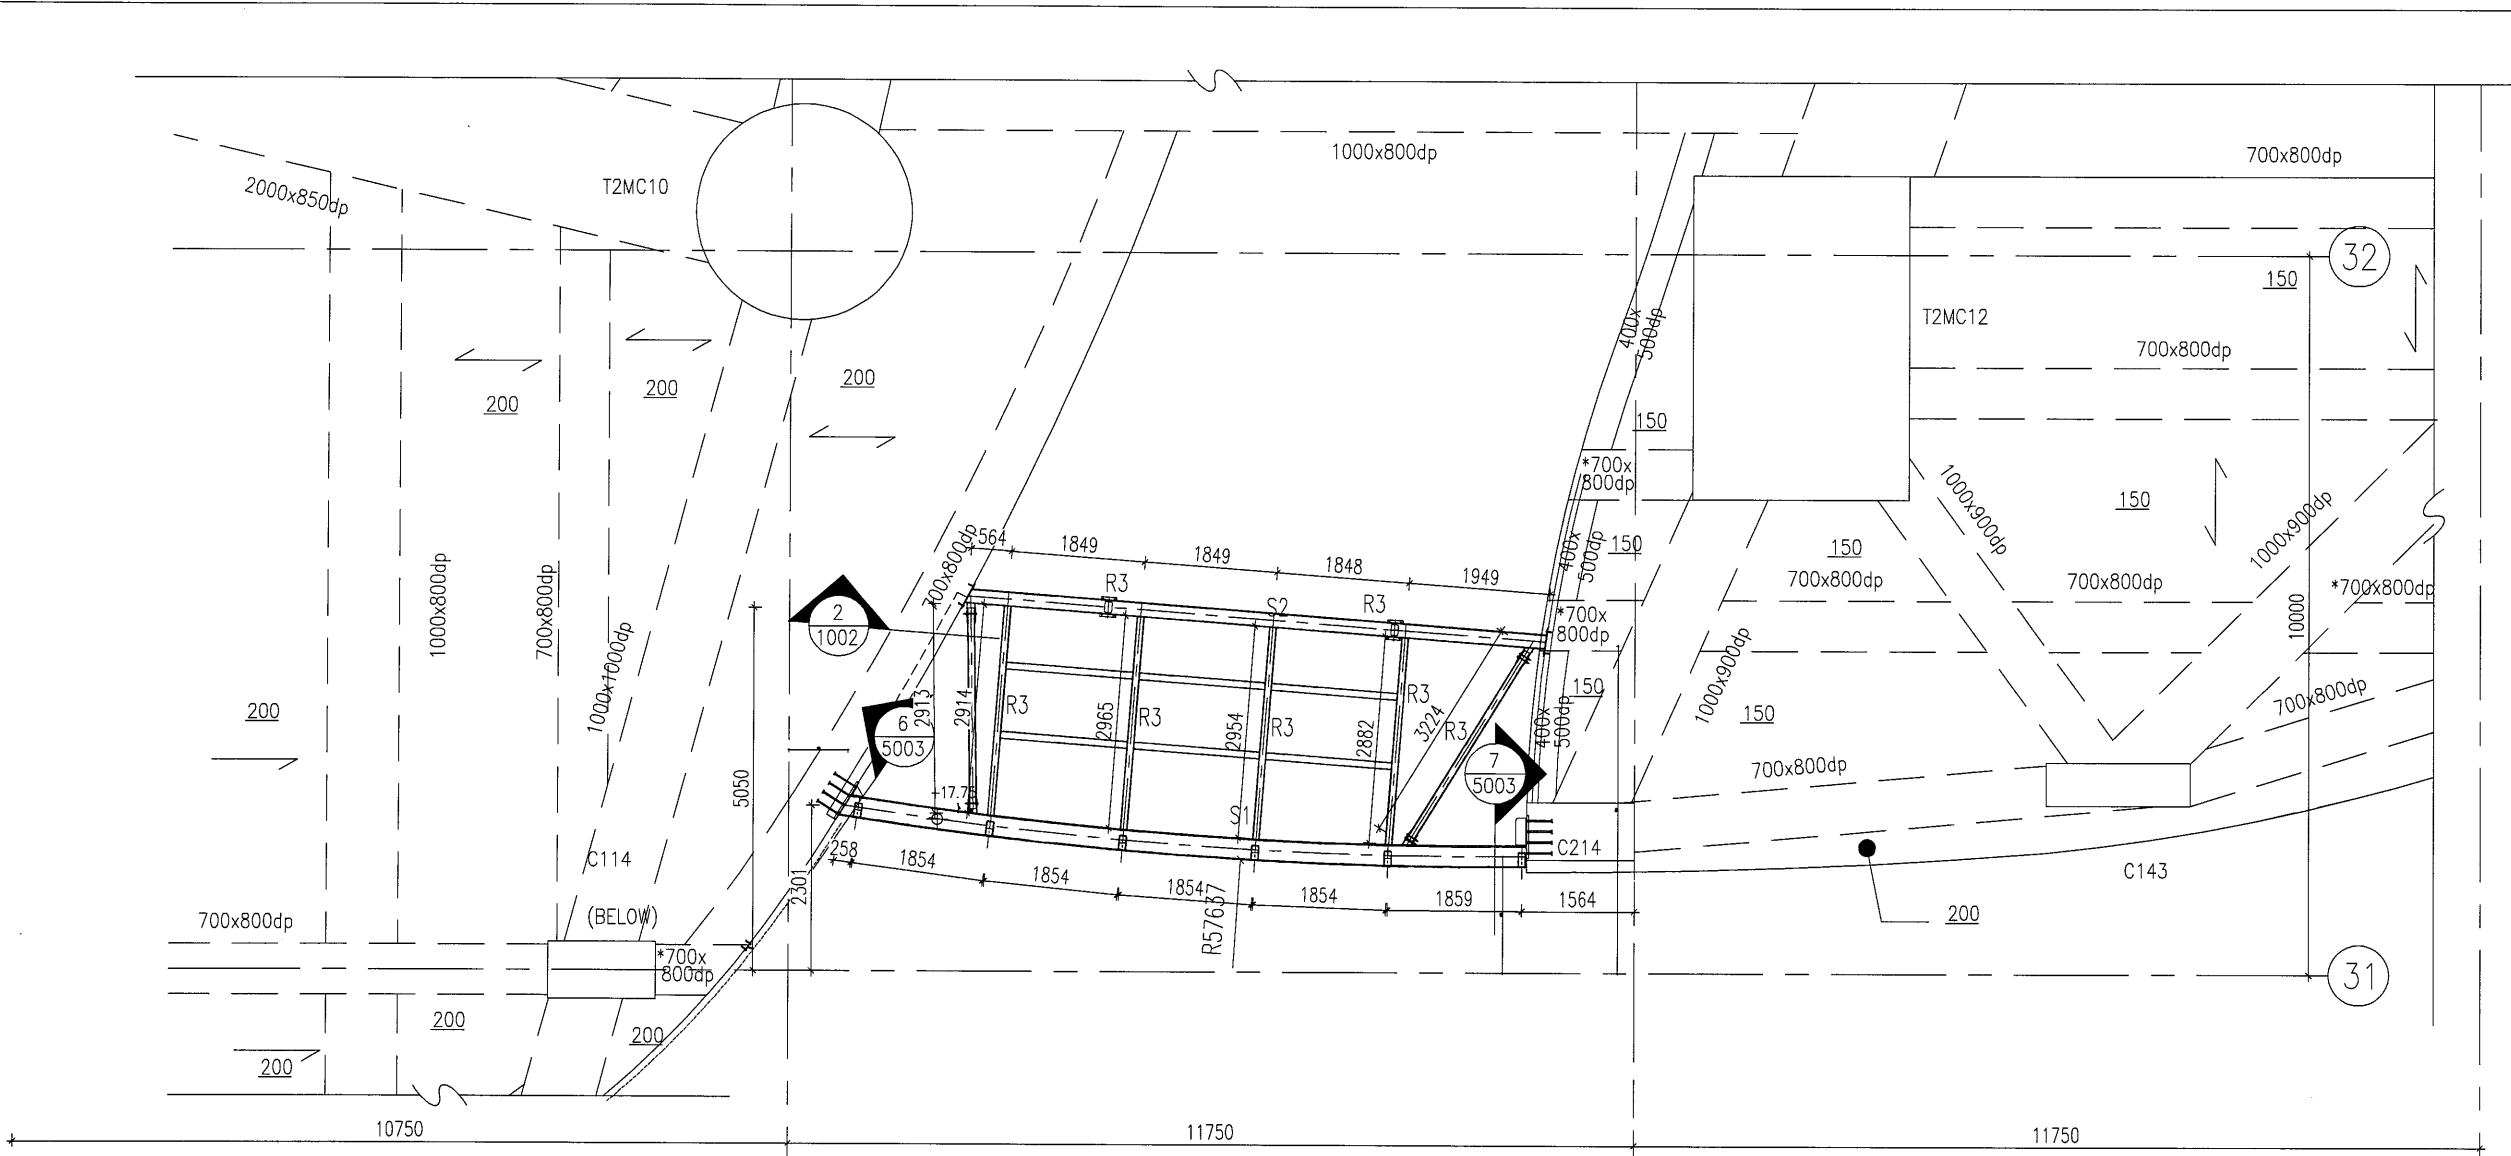 1000x800dp
700x800dp
T2MC10
2000x850dp
32
150
T2MC12
400x
500dp
700x800dp
200
200
200
150
*700x
800dp
1000x900dp
150
1000x900dp
564
1849
1849
1848
1949
700x800dp
400x
500dp
150
150
1000x800dp
700x800dp
R3
S2
R3
700x800dp
700x800dp
*700x800dp
2
1002
*700x
800dp
10000
1000x1000dp
1000x900dp
200
2913
2914
R3
2965
R3
2954
R3
2882
R3
3224
R3
150
400x
500dp
150
700x800dp
6
5003
7
5003
700x800dp
5050
+17.75
S1
C114
258
1854
1854
1854
1854
1859
1564
C214
C143
2301
R57637
200
(BELOW)
700x800dp
*700x
800dp
31
200
200
200
10750
11750
11750